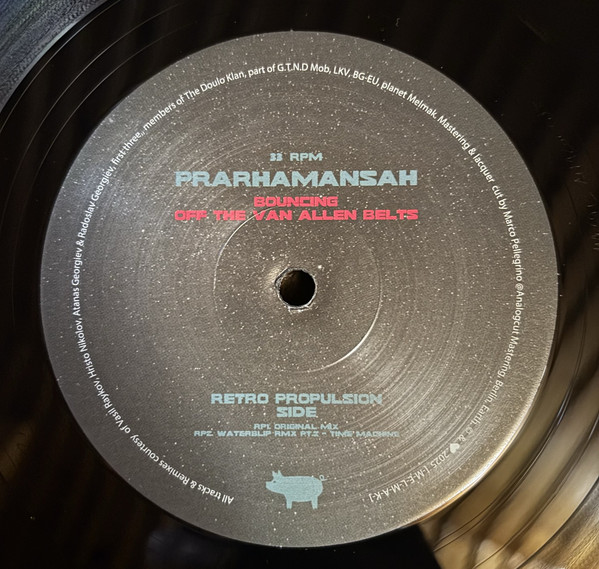 All tracks & Remixes courtesy of Vasil Raykov, Hristo Nikolov, Atanas Georgiev & Radoslav Georgiev, first three,, members of The Doulo Klan, part of G.T.N.D Mob, LKV, BG-EU, planet Melmak. Mastering & lacquer cut by Marco Pellegrino @Analogcut Mastering, Berlin, Earth. © & ♥ 2025 [-M-E-L-M-A-K-]
33 RPM
PRARHAMANSAH
BOUNCING
OFF THE VAN ALLEN BELTS
RETRO PROPULSION
SIDE
RP1. ORIGINAL MIX
RP2. WATERSLIP RMX PT.2 - TIME MACHINE